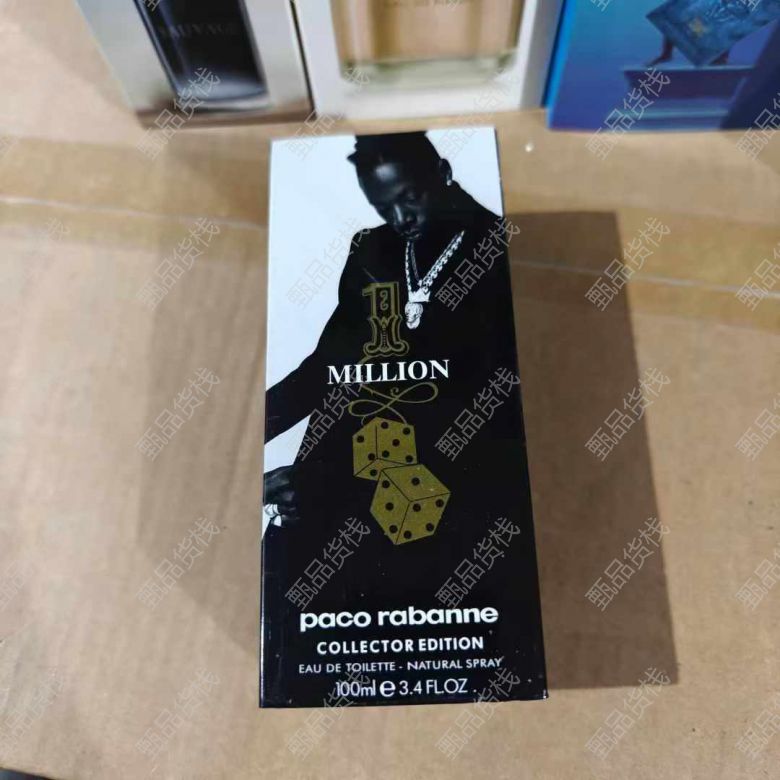 SAUVAGE
1
MILLION
paco rabanne
COLLECTOR EDITION
EAU DE TOILETTE - NATURAL SPRAY
100ml e 3.4 FL.OZ.
甄品货栈